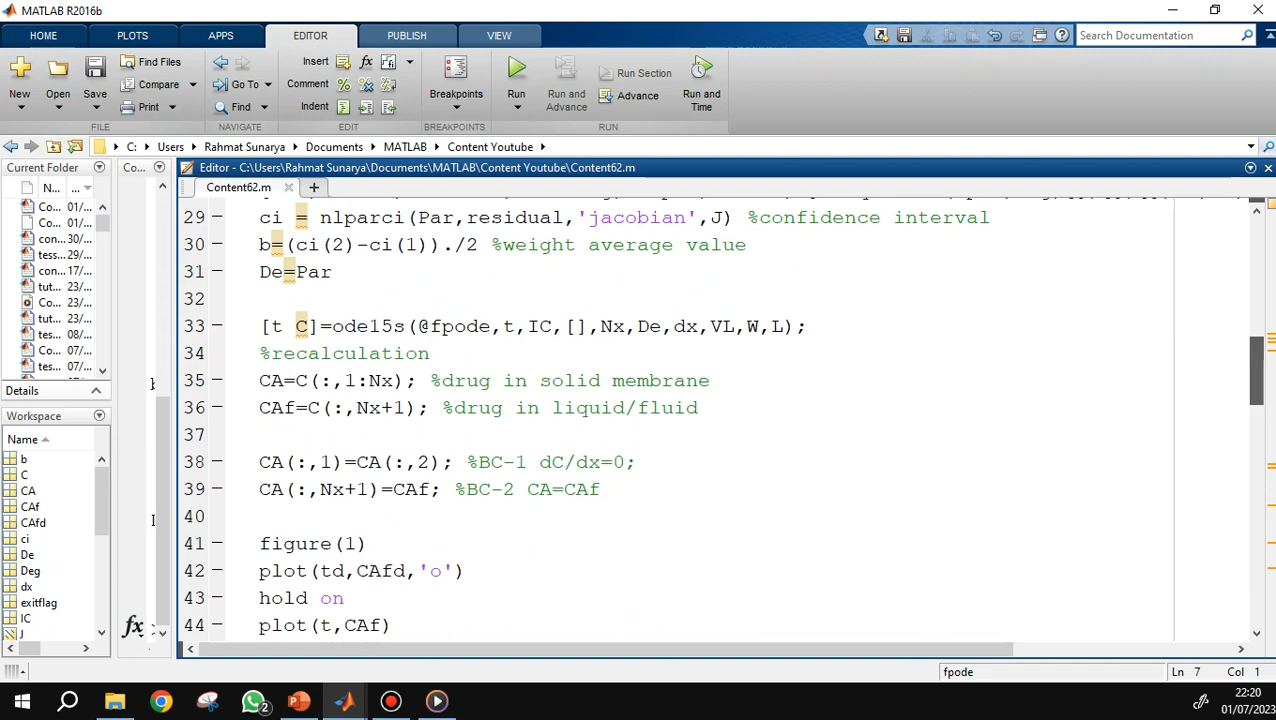 MATLAB R2016b
HOME PLOTS APPS EDITOR PUBLISH VIEW
Search Documentation
New Open Save Find Files Compare Print
Go To Find
Insert fx Comment % Indent
Breakpoints Run Run and Advance Run Section Advance Run and Time
FILE NAVIGATE EDIT BREAKPOINTS RUN
C: Users Rahmat Sunarya Documents MATLAB Content Youtube
Current Folder Co... Editor - C:\Users\Rahmat Sunarya\Documents\MATLAB\Content Youtube\Content62.m
N... ... Content62.m
Co... 01/...
Co... 01/...
con... 30/...
tess... 29/...
con... 17/...
tut... 23/...
Co... 23/...
tut... 23/...
tes... 08/...
Co... 07/...
tes... 07/...
Details
Workspace
Name
b
C
CA
CAf
CAfd
ci
De
Deg
dx
exitflag
IC
J
fx
29 ci = nlparci(Par,residual,'jacobian',J) %confidence interval
30 b=(ci(2)-ci(1))./2 %weight average value
31 De=Par
32
33 [t C]=ode15s(@fpode,t,IC,[],Nx,De,dx,VL,W,L);
34 %recalculation
35 CA=C(:,1:Nx); %drug in solid membrane
36 CAf=C(:,Nx+1); %drug in liquid/fluid
37
38 CA(:,1)=CA(:,2); %BC-1 dC/dx=0;
39 CA(:,Nx+1)=CAf; %BC-2 CA=CAf
40
41 figure(1)
42 plot(td,CAfd,'o')
43 hold on
44 plot(t,CAf)
fpode Ln 7 Col 1
2
22:20
01/07/2023